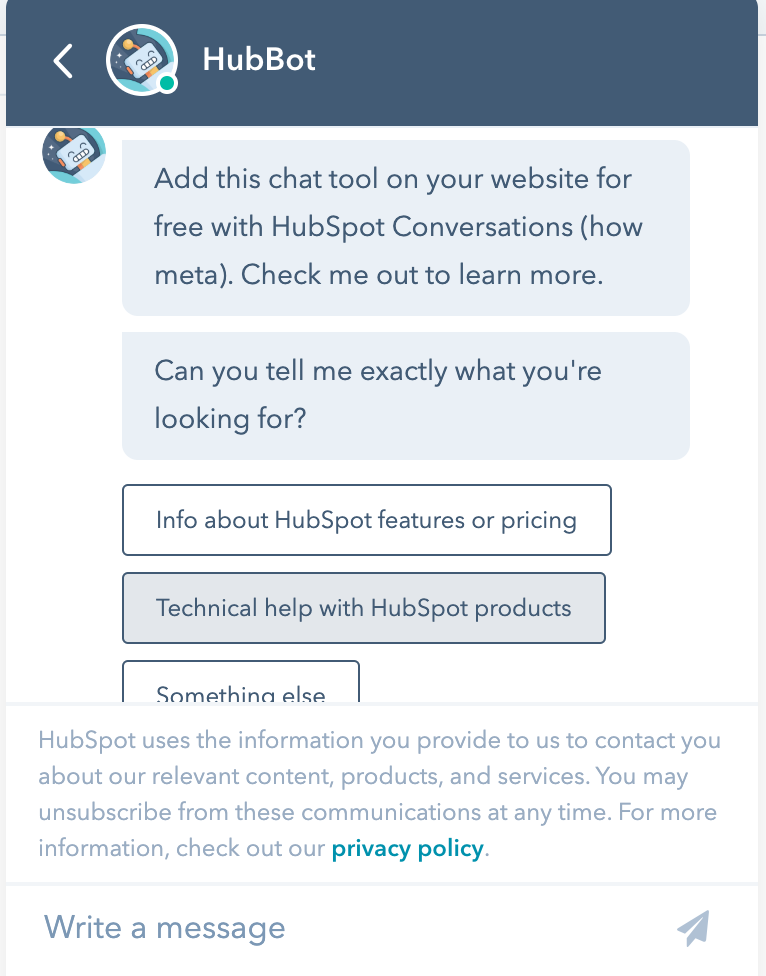 HubBot
Add this chat tool on your website for
free with HubSpot Conversations (how
meta). Check me out to learn more.
Can you tell me exactly what you're
looking for?
Info about HubSpot features or pricing
Technical help with HubSpot products
Something else
HubSpot uses the information you provide to us to contact you
about our relevant content, products, and services. You may
unsubscribe from these communications at any time. For more
information, check out our privacy policy.
Write a message